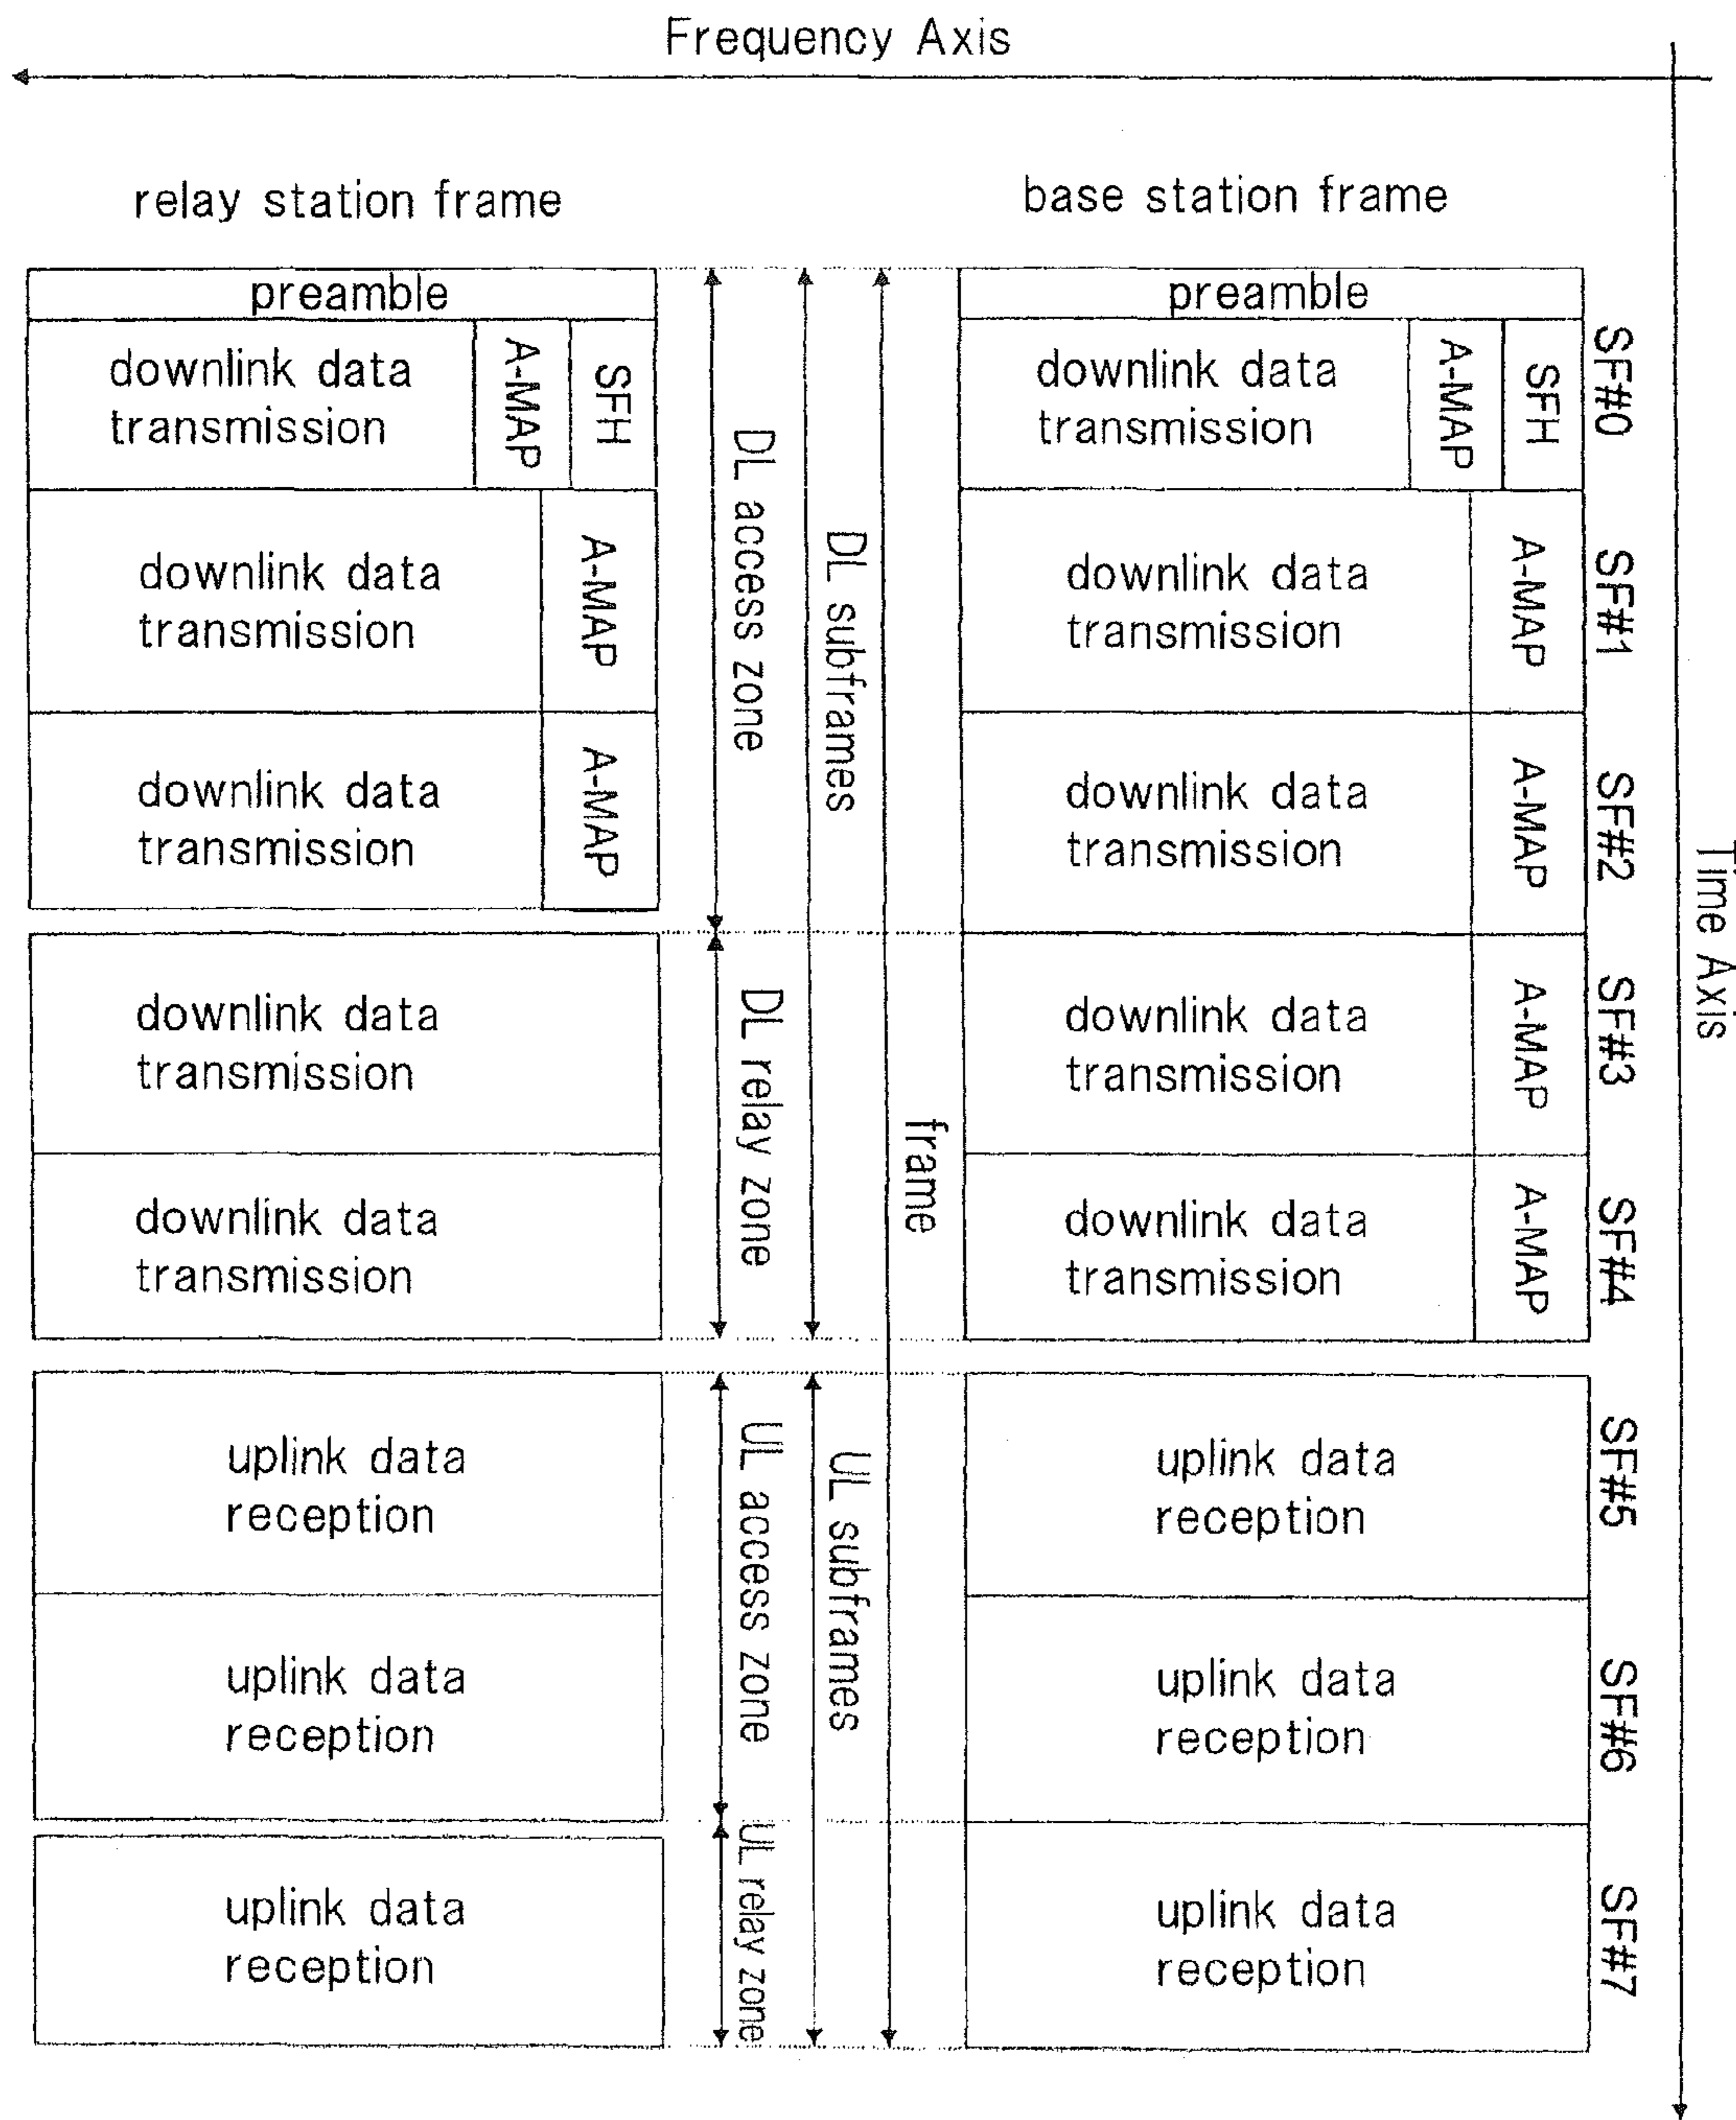 Frequency Axis
Time Axis
relay station frame
base station frame
preamble
downlink data
transmission
A-MAP
SFH
downlink data
transmission
A-MAP
downlink data
transmission
A-MAP
downlink data
transmission
downlink data
transmission
uplink data
reception
uplink data
reception
uplink data
reception
DL access zone
DL relay zone
UL access zone
UL relay zone
DL subframes
UL subframes
frame
preamble
downlink data
transmission
A-MAP
SFH
SF#0
downlink data
transmission
A-MAP
SF#1
downlink data
transmission
A-MAP
SF#2
downlink data
transmission
A-MAP
SF#3
downlink data
transmission
A-MAP
SF#4
uplink data
reception
SF#5
uplink data
reception
SF#6
uplink data
reception
SF#7